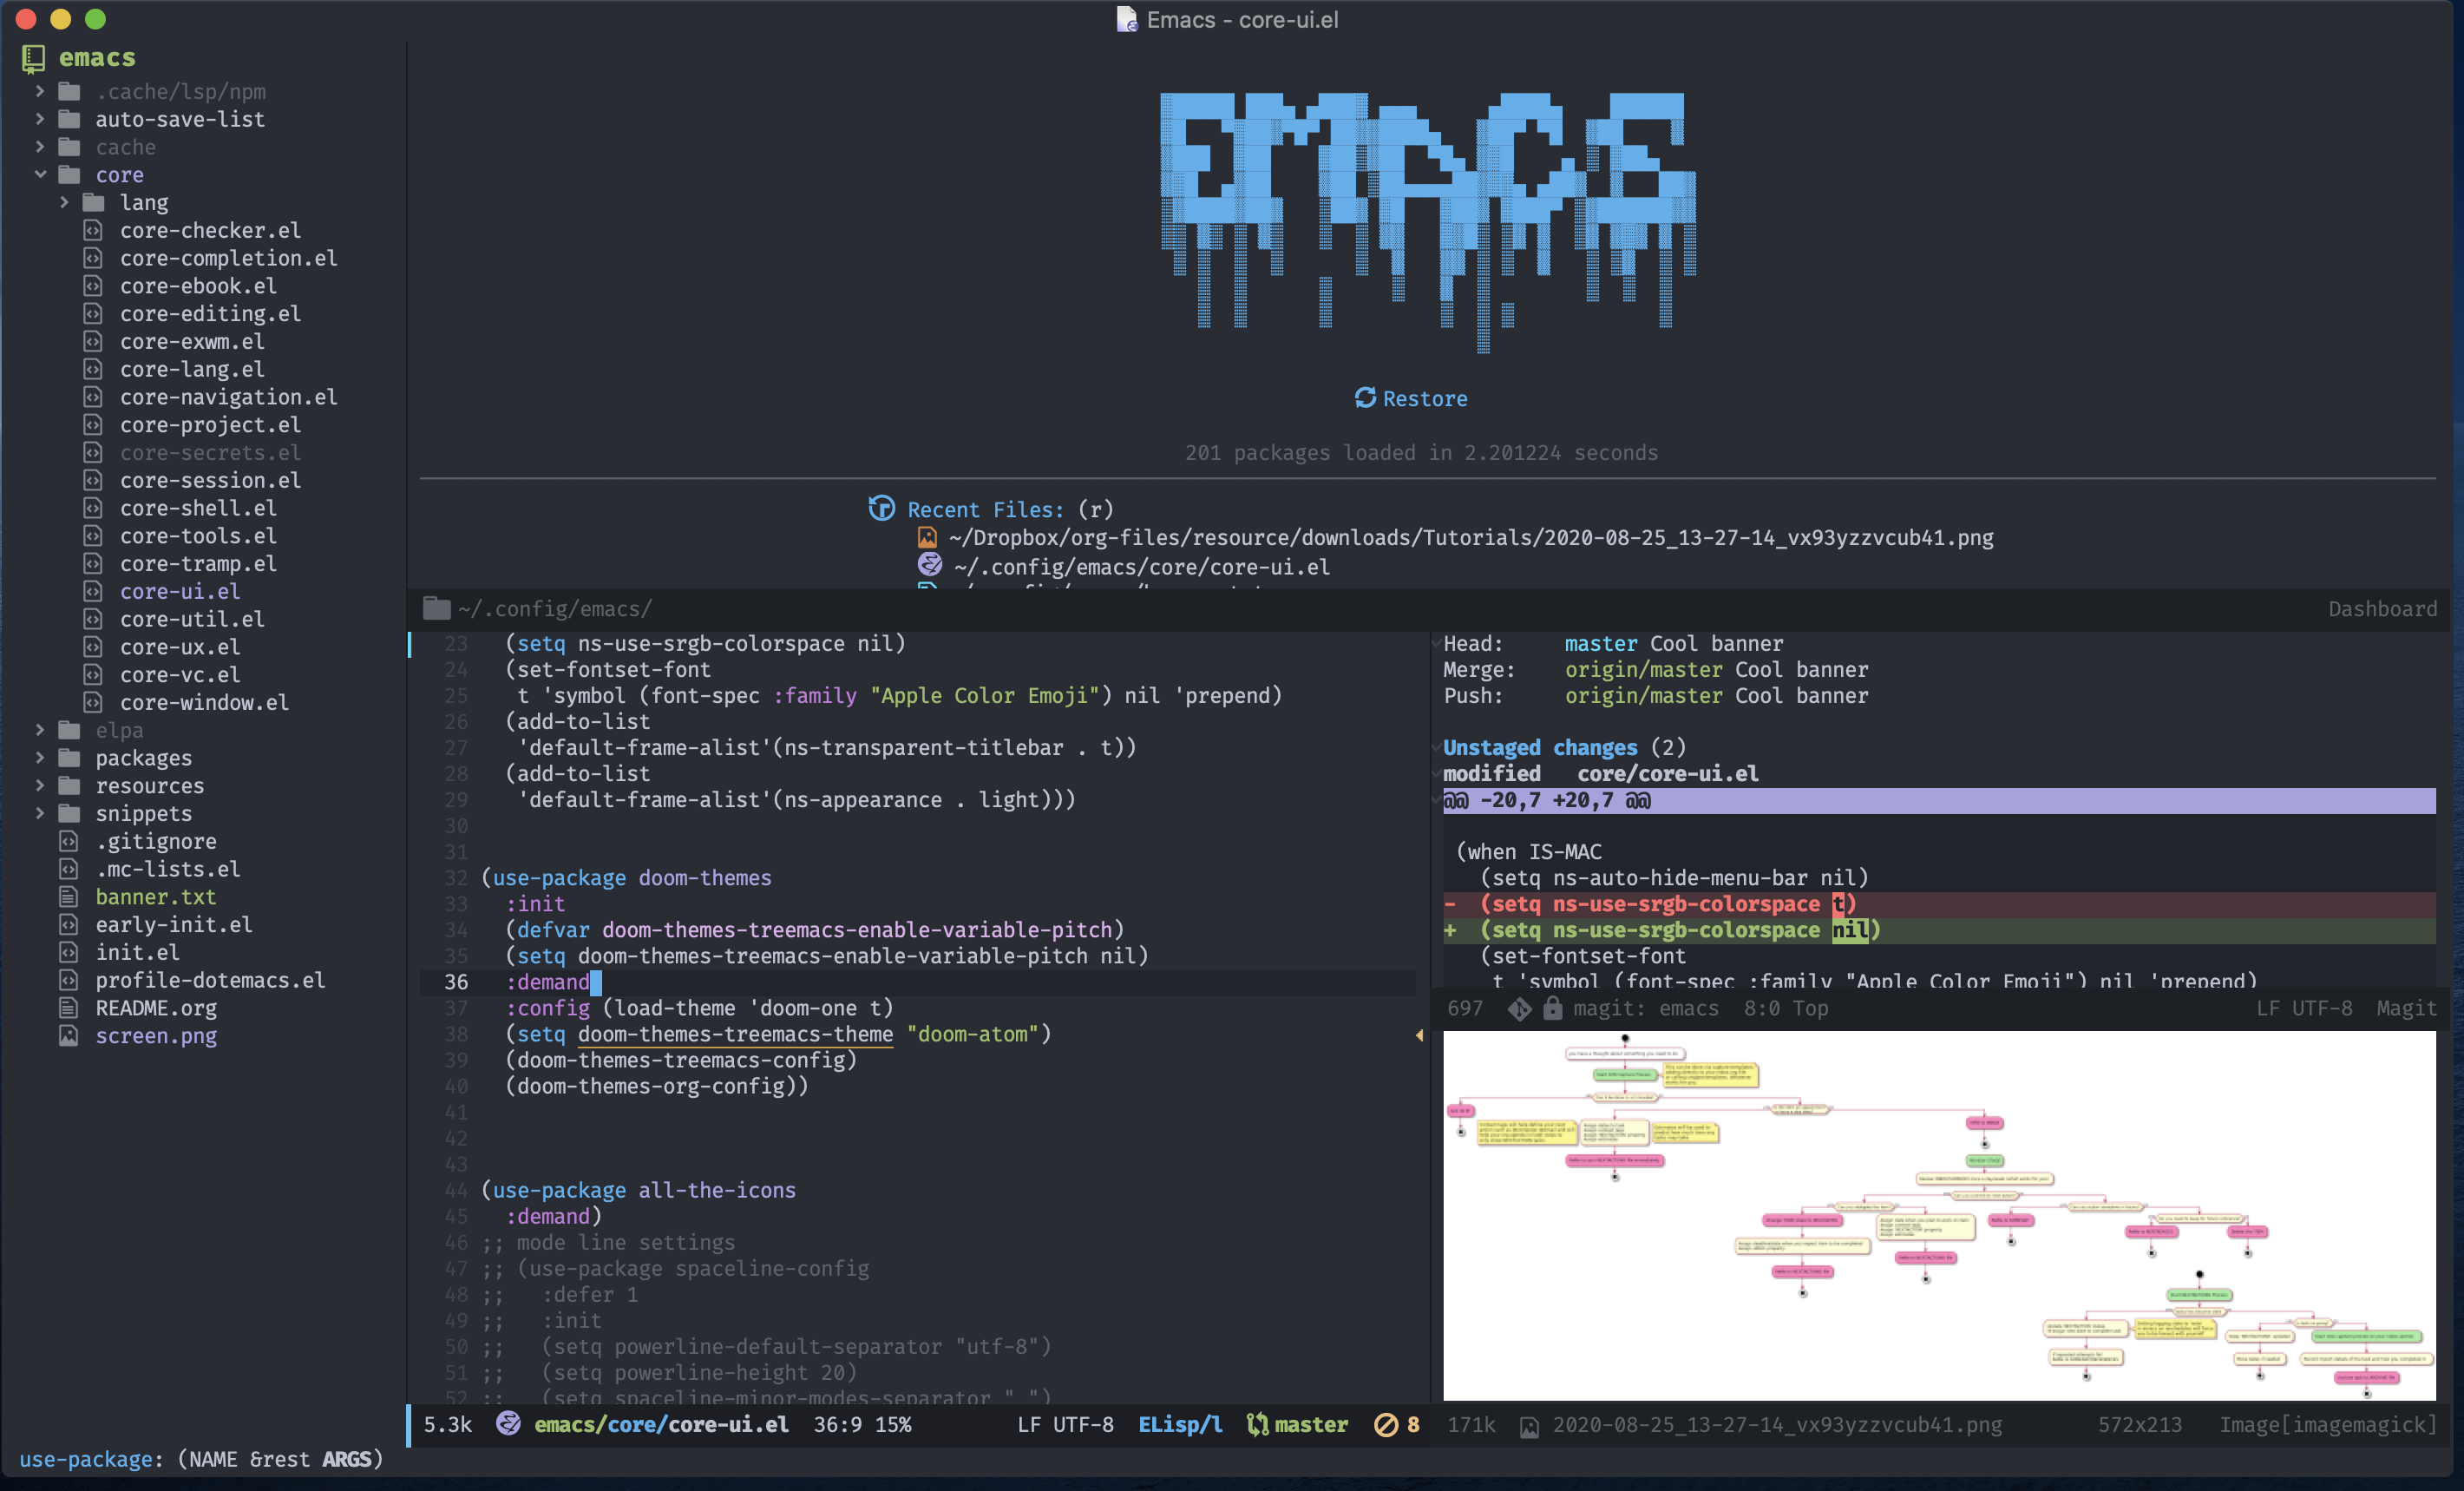 Emacs - core-ui.el
emacs
.cache/lsp/npm
auto-save-list
cache
core
lang
core-checker.el
core-completion.el
core-ebook.el
core-editing.el
core-exwm.el
core-lang.el
core-navigation.el
core-project.el
core-secrets.el
core-session.el
core-shell.el
core-tools.el
core-tramp.el
core-ui.el
core-util.el
core-ux.el
core-vc.el
core-window.el
elpa
packages
resources
snippets
.gitignore
.mc-lists.el
banner.txt
early-init.el
init.el
profile-dotemacs.el
README.org
screen.png
EMACS
Restore
201 packages loaded in 2.201224 seconds
Recent Files: (r)
~/Dropbox/org-files/resource/downloads/Tutorials/2020-08-25_13-27-14_vx93yzzvcub41.png
~/.config/emacs/core/core-ui.el
~/.config/emacs/ Dashboard
23 (setq ns-use-srgb-colorspace nil)
24 (set-fontset-font
25 t 'symbol (font-spec :family "Apple Color Emoji") nil 'prepend)
26 (add-to-list
27 'default-frame-alist'(ns-transparent-titlebar . t))
28 (add-to-list
29 'default-frame-alist'(ns-appearance . light)))
30
31
32 (use-package doom-themes
33 :init
34 (defvar doom-themes-treemacs-enable-variable-pitch)
35 (setq doom-themes-treemacs-enable-variable-pitch nil)
36 :demand
37 :config (load-theme 'doom-one t)
38 (setq doom-themes-treemacs-theme "doom-atom")
39 (doom-themes-treemacs-config)
40 (doom-themes-org-config))
41
42
43
44 (use-package all-the-icons
45 :demand)
46 ;; mode line settings
47 ;; (use-package spaceline-config
48 ;; :defer 1
49 ;; :init
50 ;; (setq powerline-default-separator "utf-8")
51 ;; (setq powerline-height 20)
52 ;; (setq spaceline-minor-modes-separator " ")
5.3k emacs/core/core-ui.el 36:9 15% LF UTF-8 ELisp/l master 8
Head: master Cool banner
Merge: origin/master Cool banner
Push: origin/master Cool banner
Unstaged changes (2)
modified core/core-ui.el
@@ -20,7 +20,7 @@
(when IS-MAC
(setq ns-auto-hide-menu-bar nil)
- (setq ns-use-srgb-colorspace t)
+ (setq ns-use-srgb-colorspace nil)
(set-fontset-font
t 'symbol (font-spec :family "Apple Color Emoji") nil 'prepend)
697 magit: emacs 8:0 Top LF UTF-8 Magit
171k 2020-08-25_13-27-14_vx93yzzvcub41.png 572x213 Image[imagemagick]
use-package: (NAME &rest ARGS)